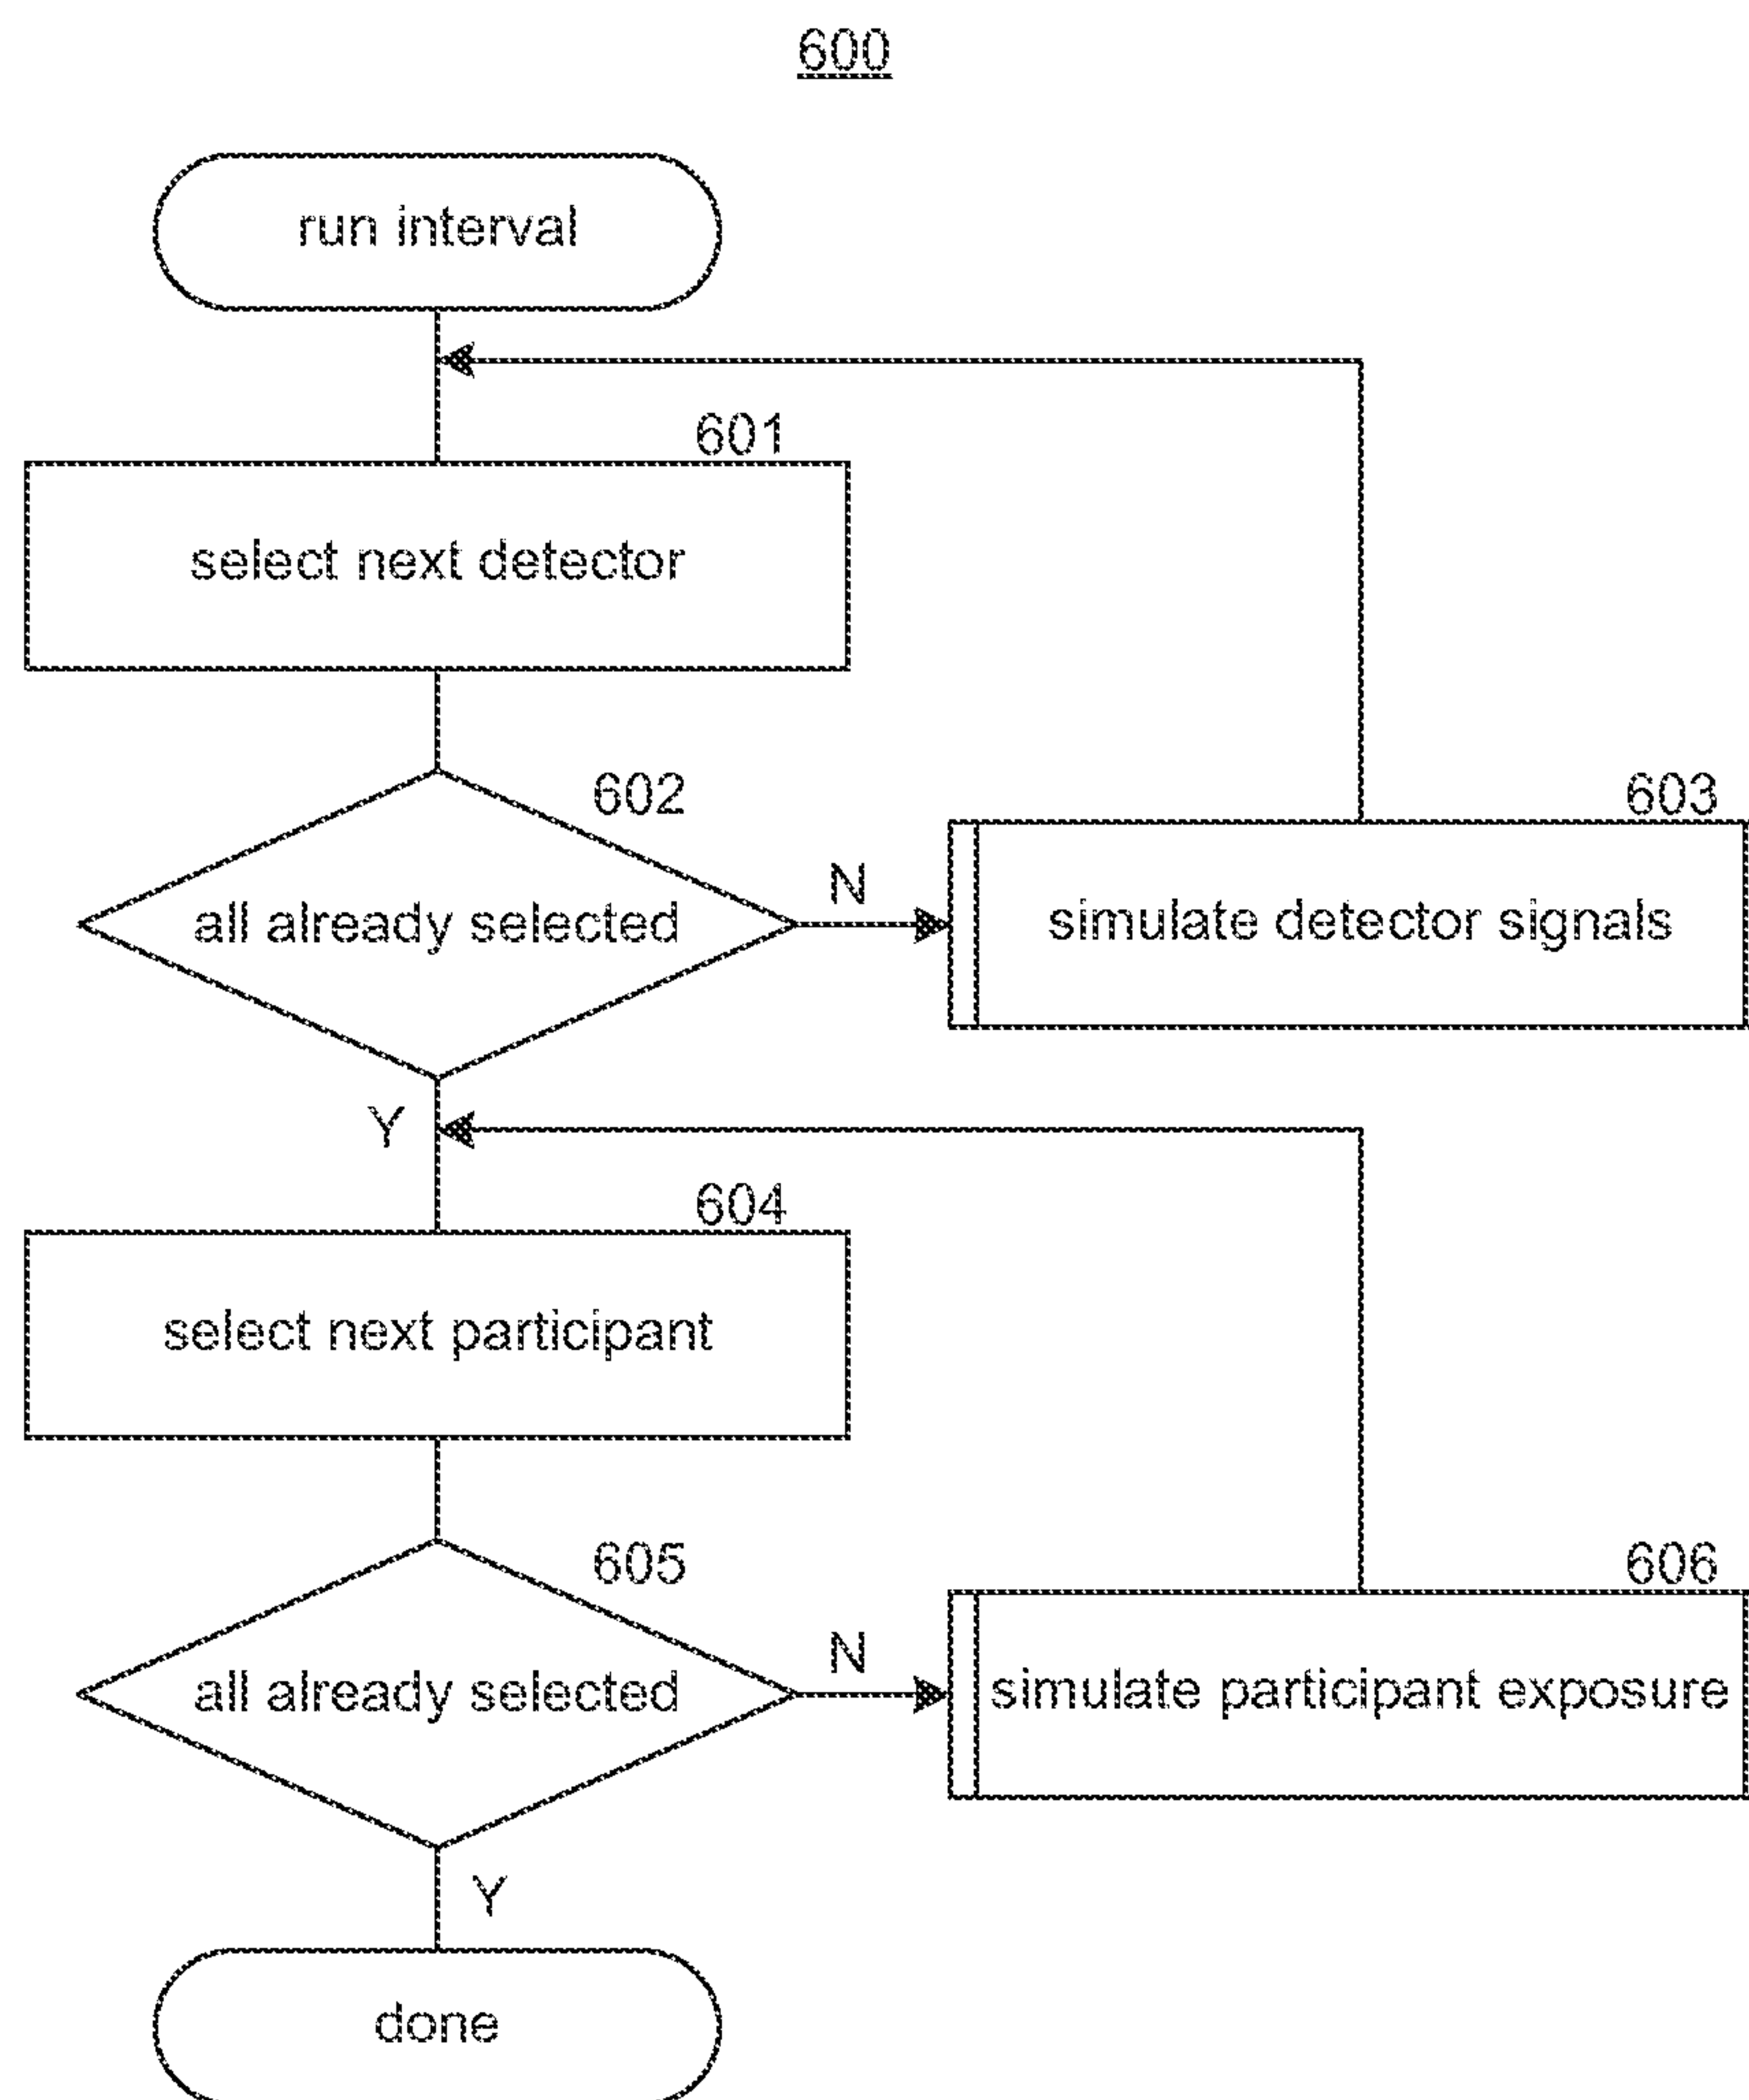 600
run interval
601
select next detector
602
all already selected
N
603
simulate detector signals
Y
604
select next participant
605
all already selected
N
606
simulate participant exposure
Y
done